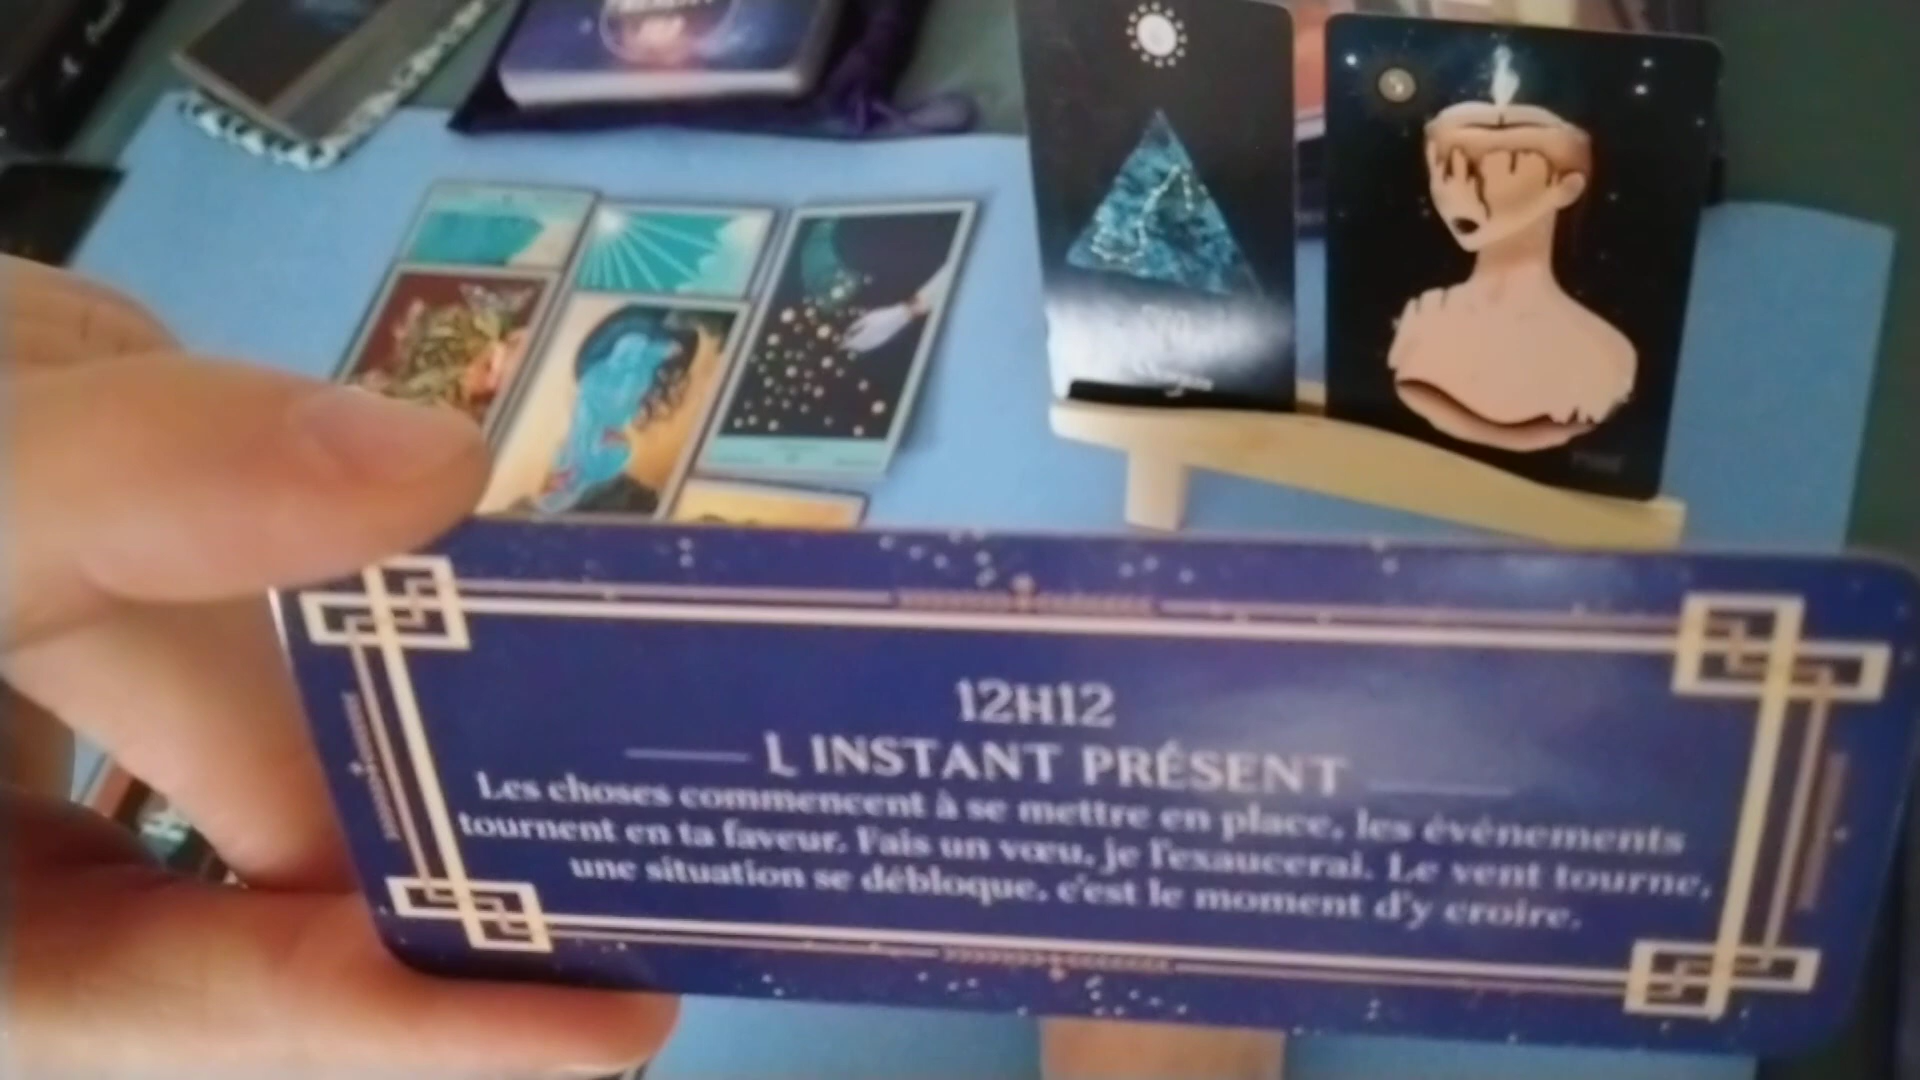 12H12
L INSTANT PRÉSENT
Les choses commencent à se mettre en place, les événements
tournent en ta faveur. Fais un vœu, je l'exaucerai. Le vent tourne,
une situation se débloque, c'est le moment d'y croire.